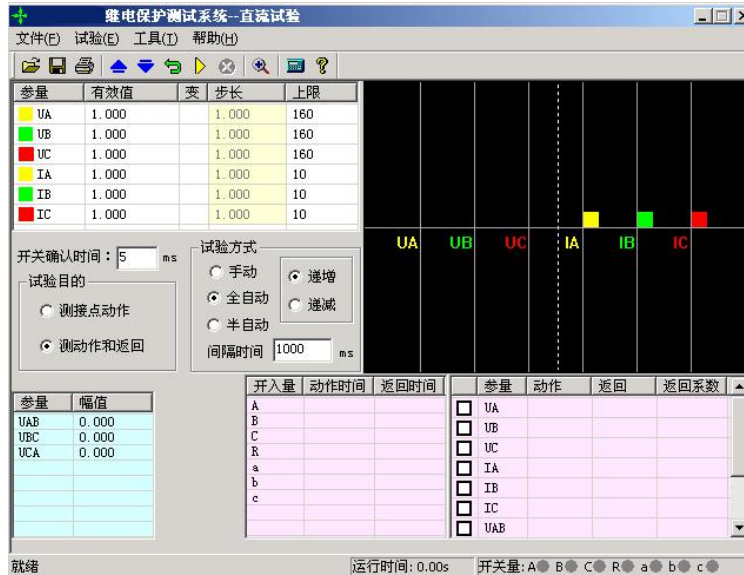 继电保护测试系统--直流试验
文件(F) 试验(E) 工具(T) 帮助(H)
参量 有效值 变 步长 上限
UA 1.000 1.000 160
UB 1.000 1.000 160
UC 1.000 1.000 160
IA 1.000 1.000 10
IB 1.000 1.000 10
IC 1.000 1.000 10
UA UB UC IA IB IC
开关确认时间：5 ms
试验目的
测接点动作
测动作和返回
试验方式
手动
全自动
半自动
递增
递减
间隔时间 1000 ms
参量 幅值
UAB 0.000
UBC 0.000
UCA 0.000
开入量 动作时间 返回时间
A
B
C
R
a
b
c
参量 动作 返回 返回系数
UA
UB
UC
IA
IB
IC
UAB
就绪 运行时间: 0.00s 开关量: A B C R a b c